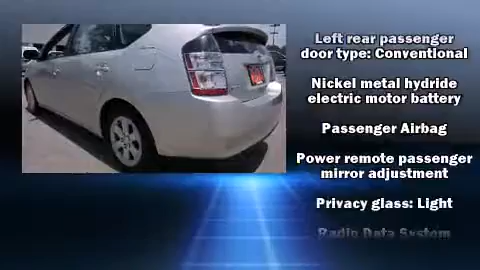 Left rear passenger
door type: Conventional
Nickel metal hydride
electric motor battery
Passenger Airbag
Power remote passenger
mirror adjustment
Privacy glass: Light
Radio Data System